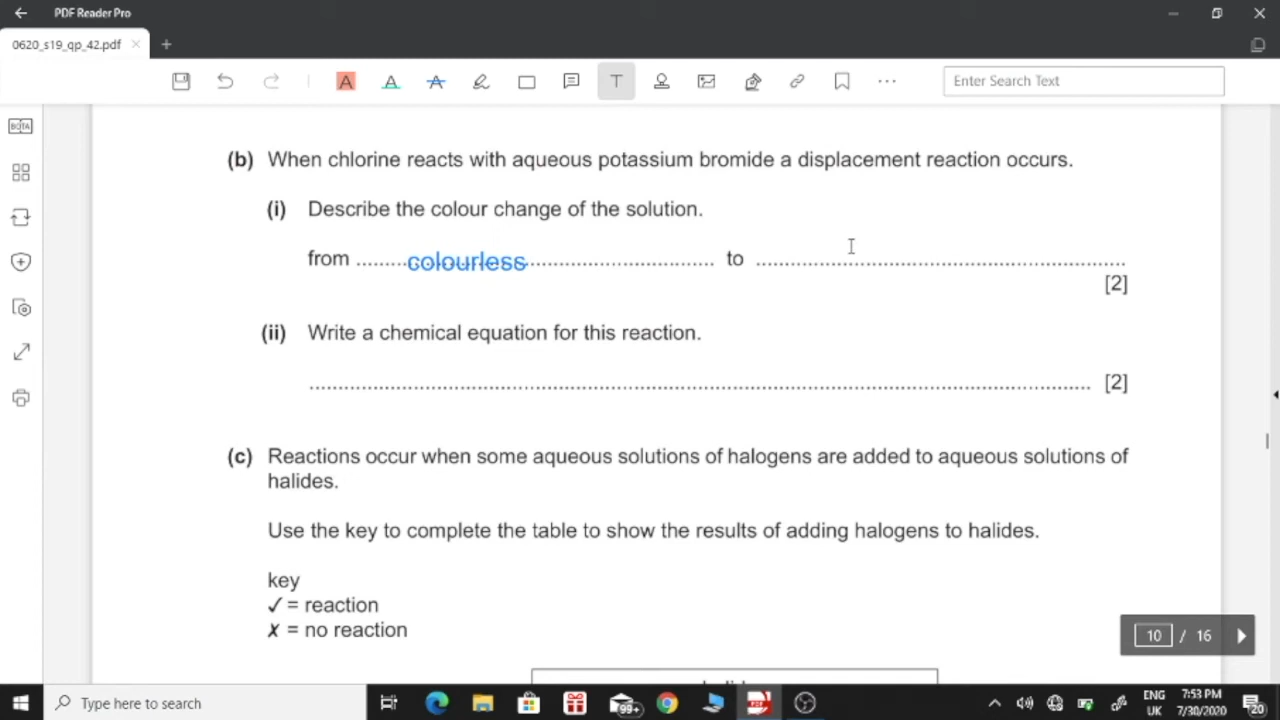 PDF Reader Pro
0620_s19_qp_42.pdf
A A A T Enter Search Text
BOTA
(b) When chlorine reacts with aqueous potassium bromide a displacement reaction occurs.
(i) Describe the colour change of the solution.
from ........colourless.................................. to ................................................................
[2]
(ii) Write a chemical equation for this reaction.
........................................................................................................................................ [2]
(c) Reactions occur when some aqueous solutions of halogens are added to aqueous solutions of
halides.
Use the key to complete the table to show the results of adding halogens to halides.
key
✓ = reaction
✗ = no reaction
10 / 16
Type here to search
99+
ENG
UK
7:53 PM
7/30/2020
20